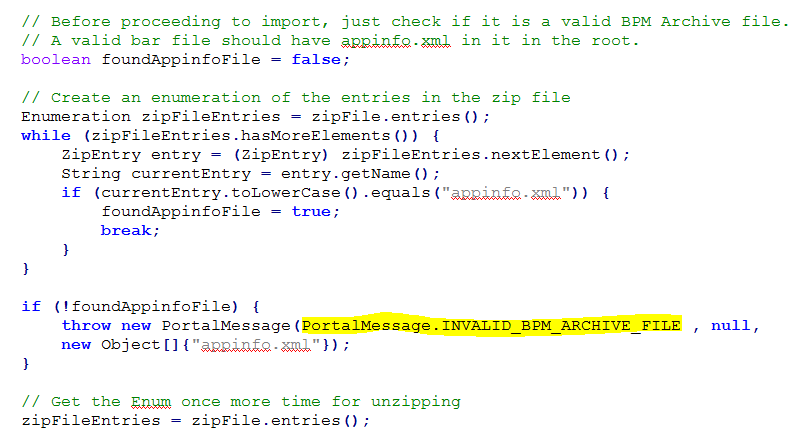 // Before proceeding to import, just check if it is a valid BPM Archive file.
// A valid bar file should have appinfo.xml in it in the root.
boolean foundAppinfoFile = false;
// Create an enumeration of the entries in the zip file
Enumeration zipFileEntries = zipFile.entries();
while (zipFileEntries.hasMoreElements()) {
ZipEntry entry = (ZipEntry) zipFileEntries.nextElement();
String currentEntry = entry.getName();
if (currentEntry.toLowerCase().equals("appinfo.xml")) {
foundAppinfoFile = true;
break;
}
}
if (!foundAppinfoFile) {
throw new PortalMessage(PortalMessage.INVALID_BPM_ARCHIVE_FILE , null,
new Object[]{"appinfo.xml"});
}
// Get the Enum once more time for unzipping
zipFileEntries = zipFile.entries();